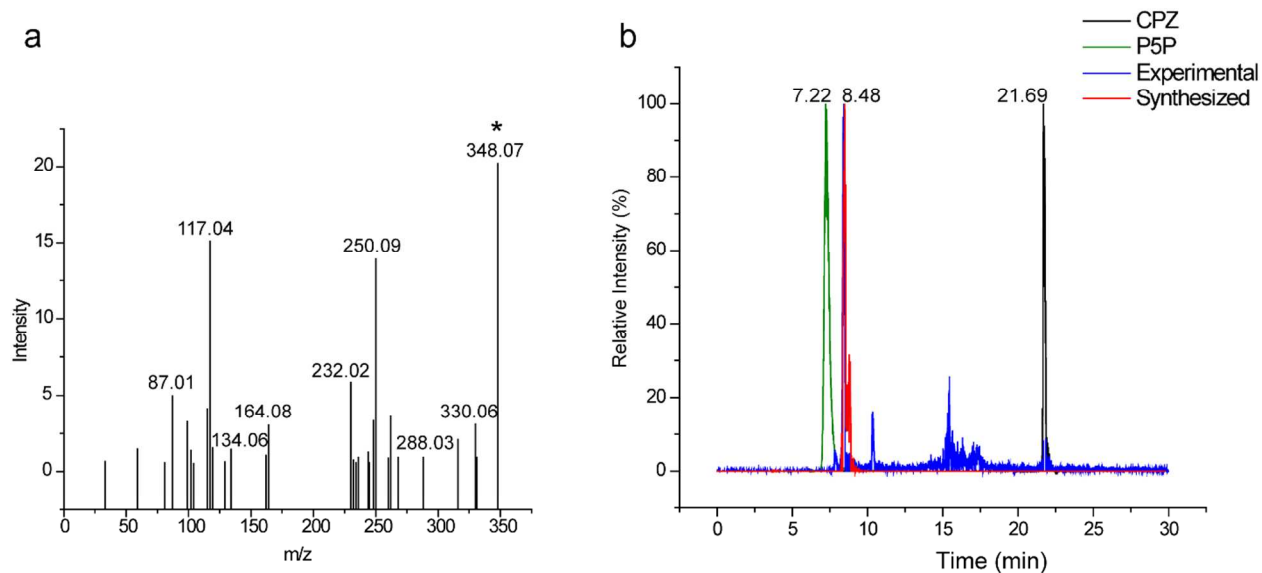 a
b
CPZ
P5P
Experimental
Synthesized
*
348.07
117.04
250.09
232.02
87.01
164.08
330.06
134.06
288.03
Intensity
20
15
10
5
0
0 50 100 150 200 250 300 350
m/z
7.22 8.48 21.69
Relative Intensity (%)
100
80
60
40
20
0
0 5 10 15 20 25 30
Time (min)